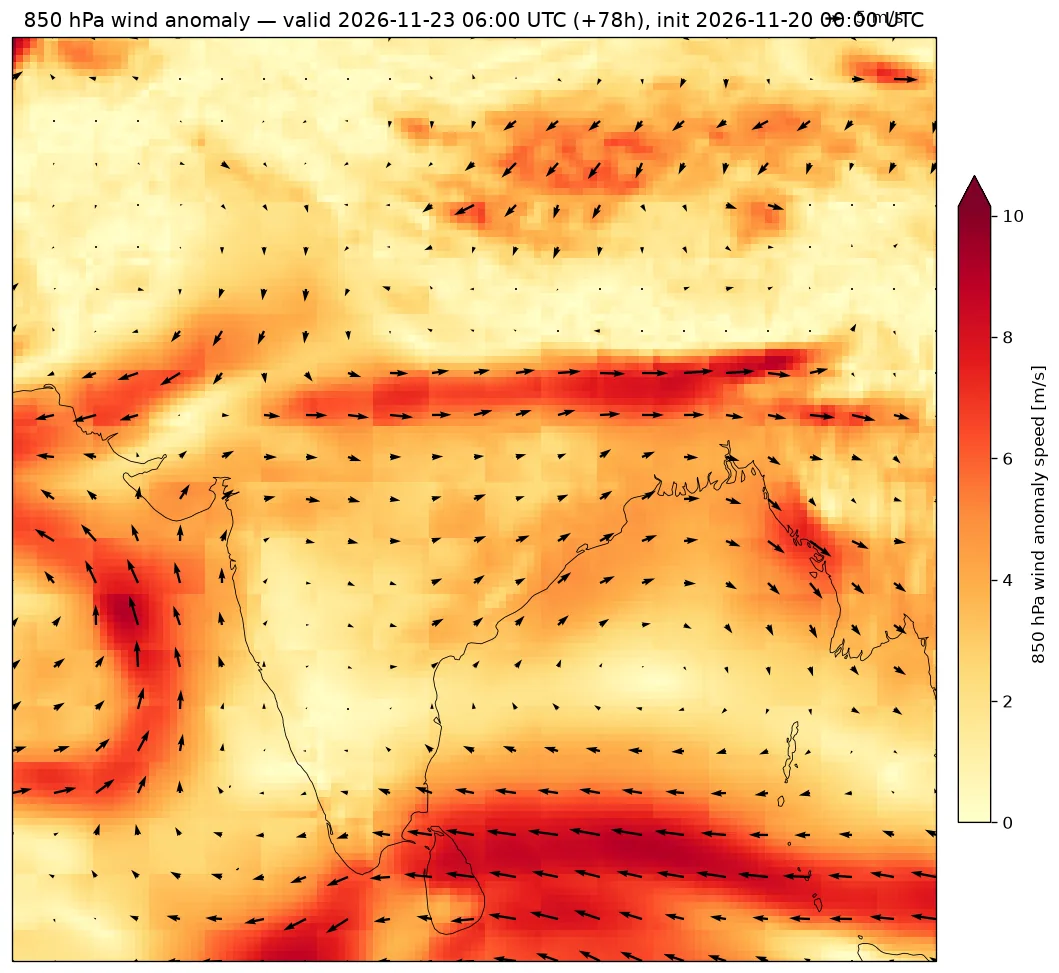 850 hPa wind anomaly — valid 2026-11-23 06:00 UTC (+78h), init 2026-11-20 00:00 UTC
5 m/s
10
8
6
4
2
0
850 hPa wind anomaly speed [m/s]